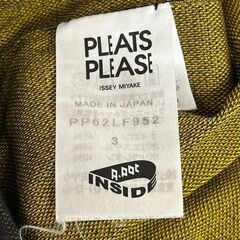 PLEATS
PLEASE
ISSEY MIYAKE
MADE IN JAPAN
PP62LF952
3
A.POC
INSIDE